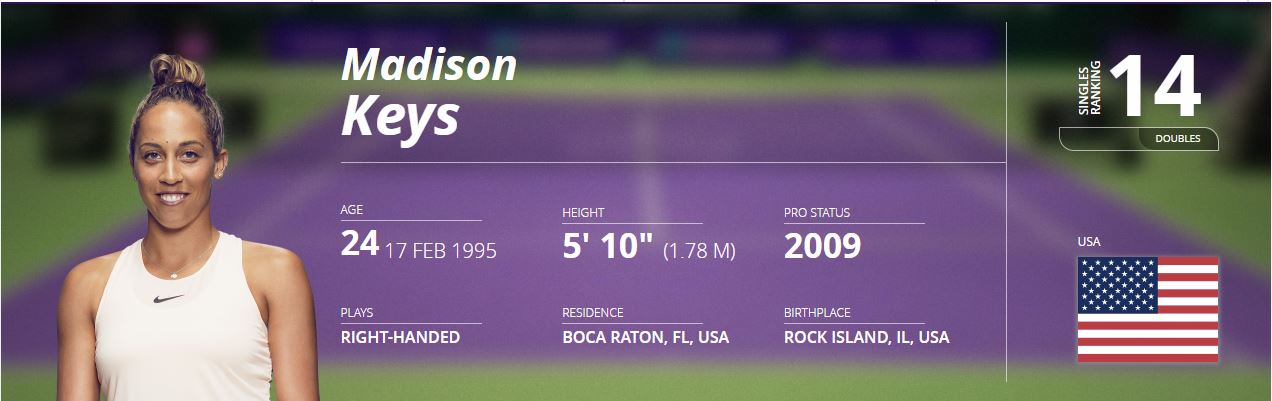 Madison
Keys
SINGLES
RANKING
14
DOUBLES
AGE
24 17 FEB 1995
HEIGHT
5' 10" (1.78 M)
PRO STATUS
2009
USA
PLAYS
RIGHT-HANDED
RESIDENCE
BOCA RATON, FL, USA
BIRTHPLACE
ROCK ISLAND, IL, USA